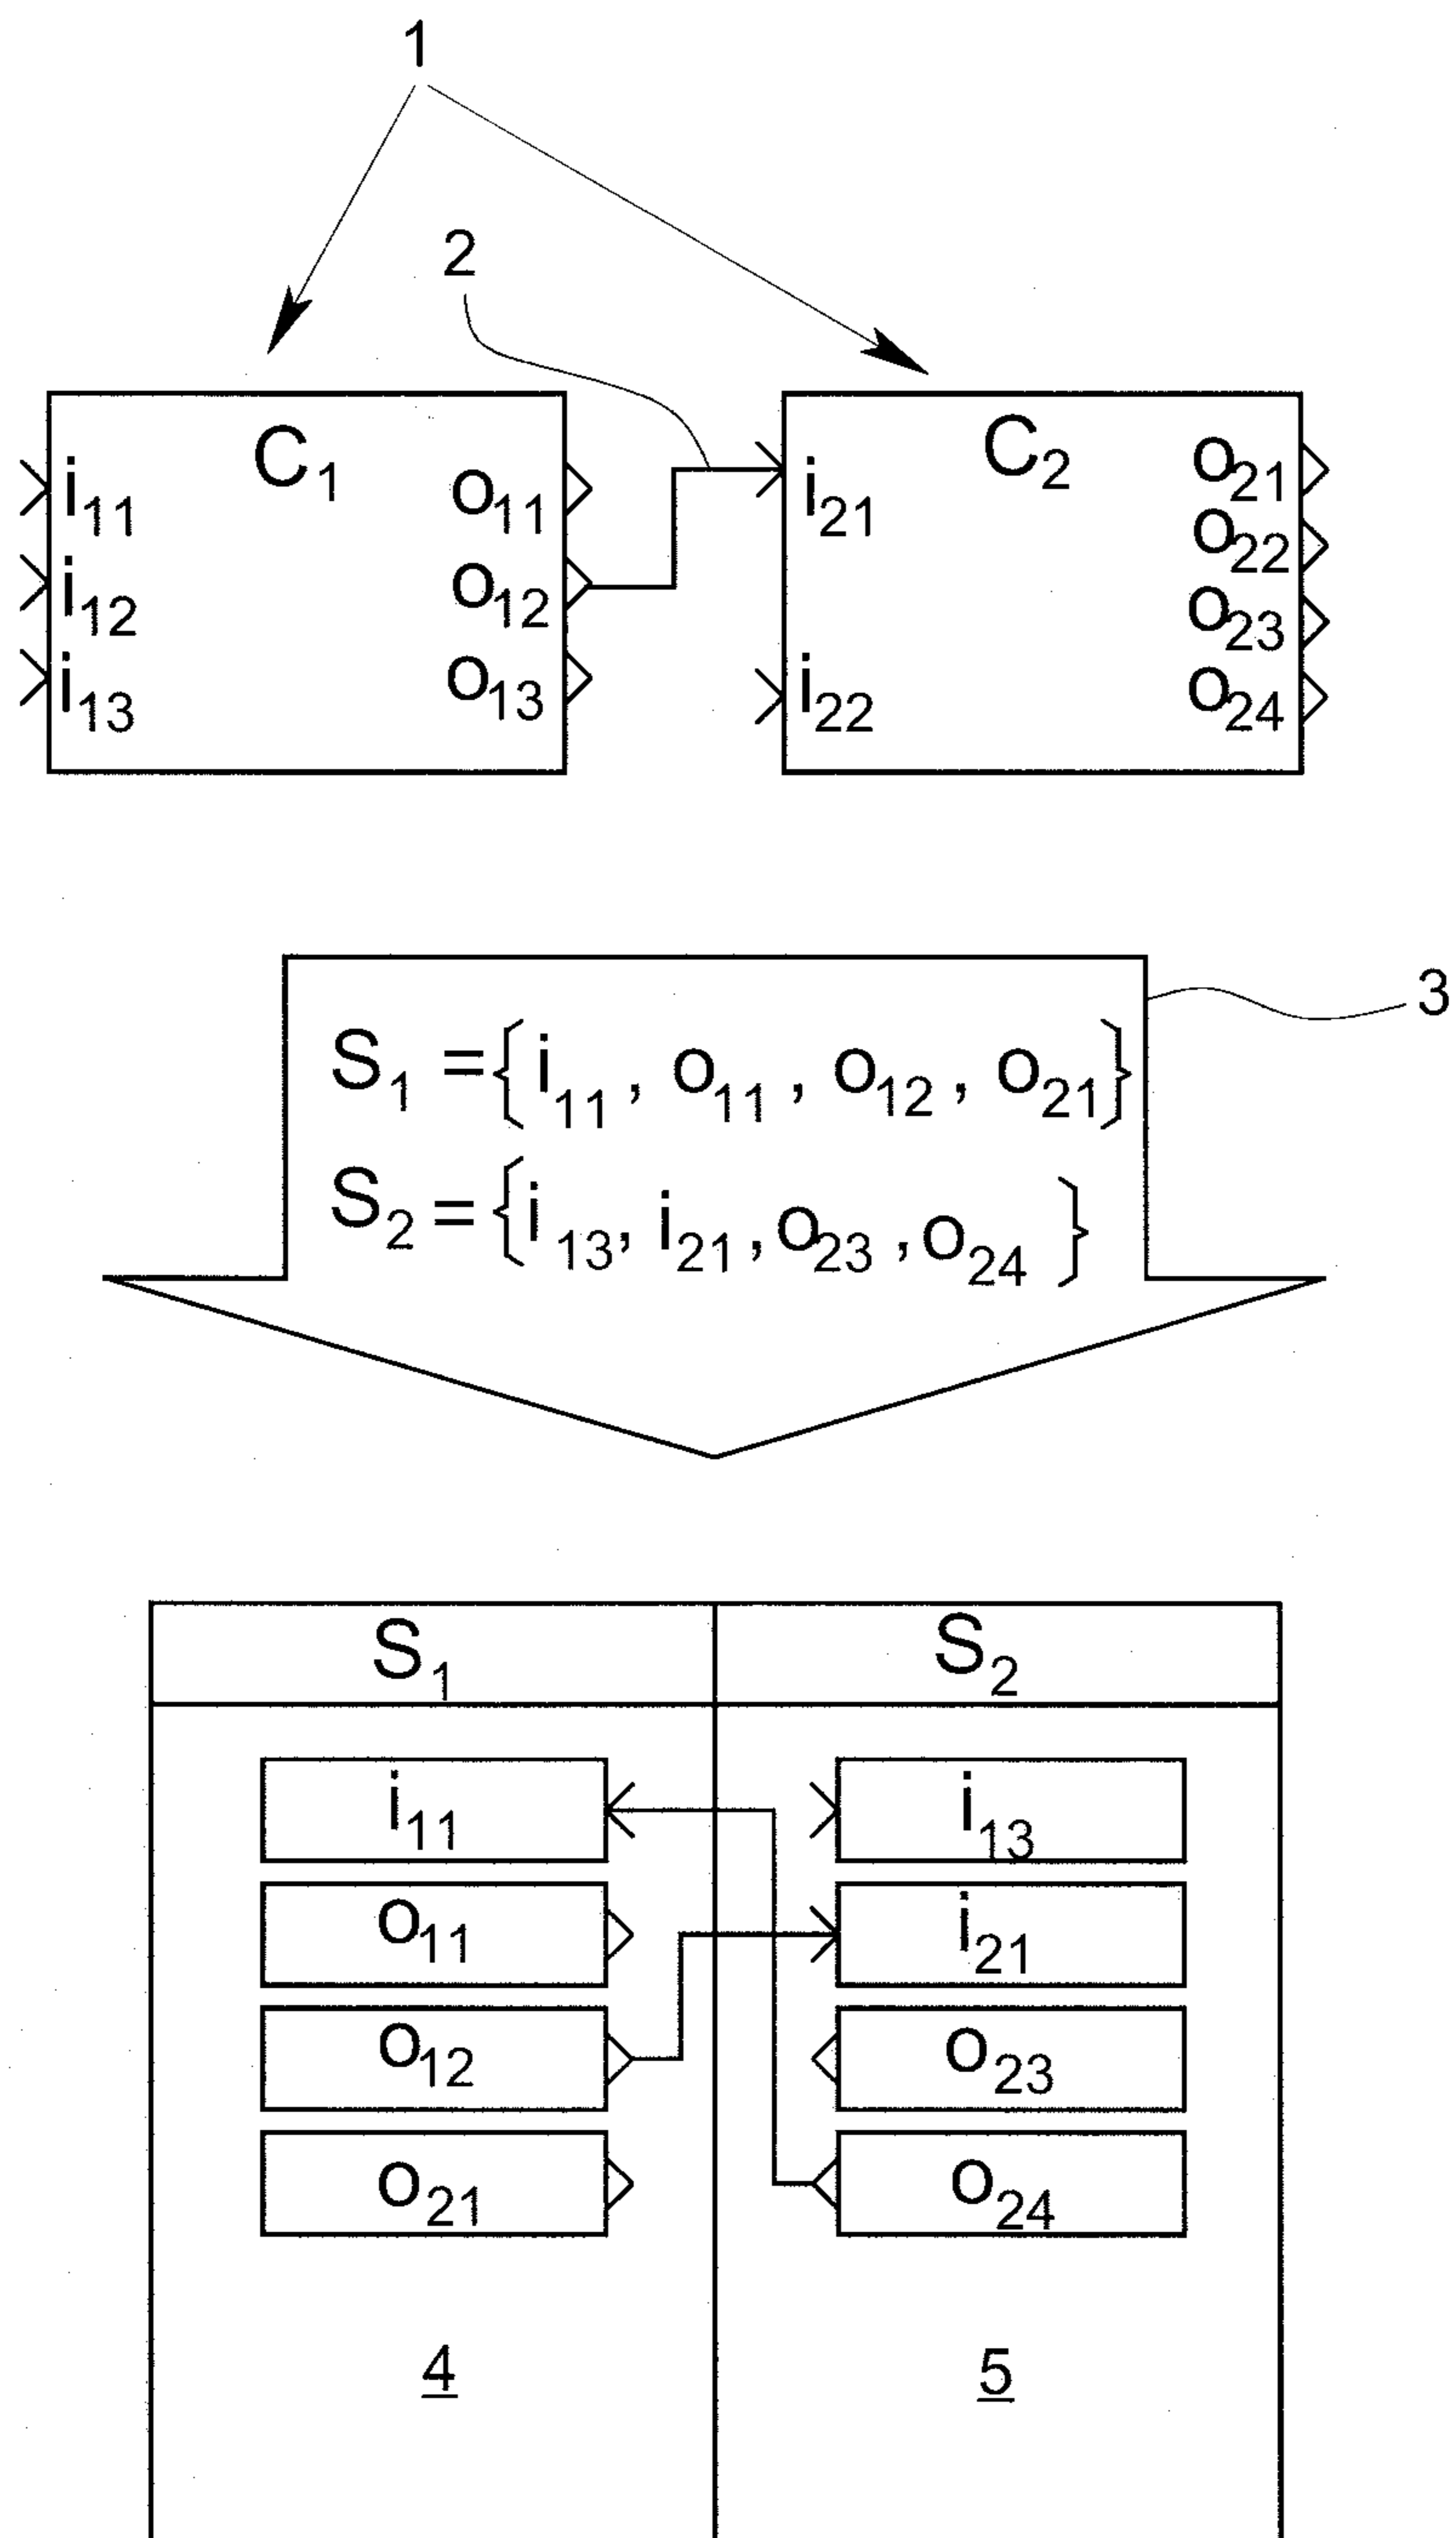 1
2
C₁
i₁₁
i₁₂
i₁₃
o₁₁
o₁₂
o₁₃
C₂
i₂₁
i₂₂
o₂₁
o₂₂
o₂₃
o₂₄
3
S₁ = {i₁₁, o₁₁, o₁₂, o₂₁}
S₂ = {i₁₃, i₂₁, o₂₃, o₂₄}
S₁ S₂
i₁₁ i₁₃
o₁₁ i₂₁
o₁₂ o₂₃
o₂₁ o₂₄
4 5